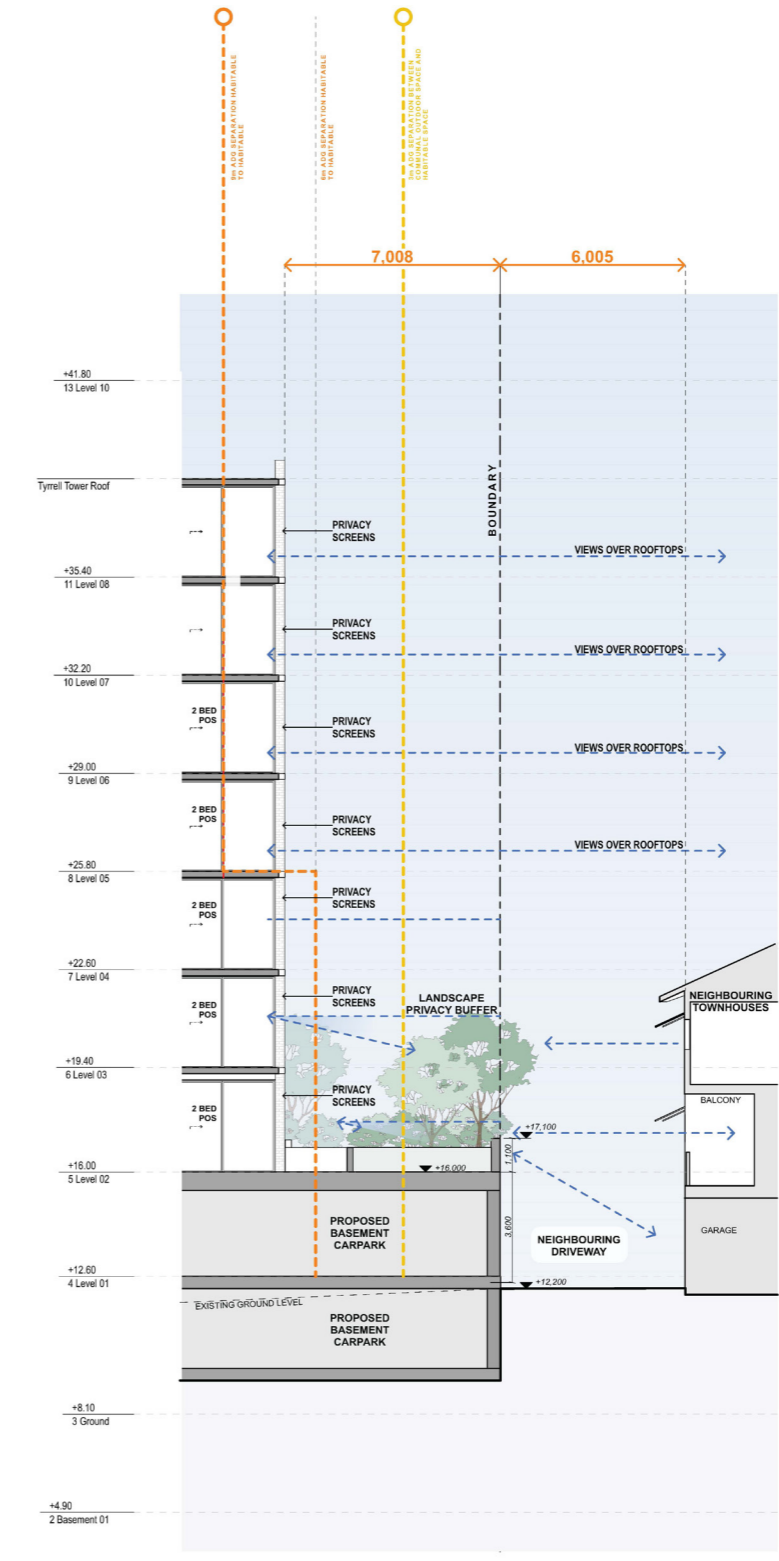 9m ADG SEPARATION HABITABLE
TO HABITABLE
6m ADG SEPARATION HABITABLE
TO HABITABLE
ADG SEPARATION BETWEEN
COMMUNAL OUTDOOR SPACE AND
HABITABLE SPACE
7,008
6,005
+41.80
13 Level 10
BOUNDARY
Tyrrell Tower Roof
PRIVACY
SCREENS
VIEWS OVER ROOFTOPS
+35.40
11 Level 08
PRIVACY
SCREENS
VIEWS OVER ROOFTOPS
+32.20
10 Level 07
2 BED
POS
PRIVACY
SCREENS
VIEWS OVER ROOFTOPS
+29.00
9 Level 06
2 BED
POS
PRIVACY
SCREENS
VIEWS OVER ROOFTOPS
+25.80
8 Level 05
2 BED
POS
PRIVACY
SCREENS
+22.60
7 Level 04
2 BED
POS
PRIVACY
SCREENS
LANDSCAPE
PRIVACY BUFFER
NEIGHBOURING
TOWNHOUSES
+19.40
6 Level 03
2 BED
POS
PRIVACY
SCREENS
BALCONY
+17,100
1,100
+16.00
5 Level 02
+16.000
3,600
PROPOSED
BASEMENT
CARPARK
NEIGHBOURING
DRIVEWAY
GARAGE
+12.60
4 Level 01
+12,200
EXISTING GROUND LEVEL
PROPOSED
BASEMENT
CARPARK
+8.10
3 Ground
+4.90
2 Basement 01